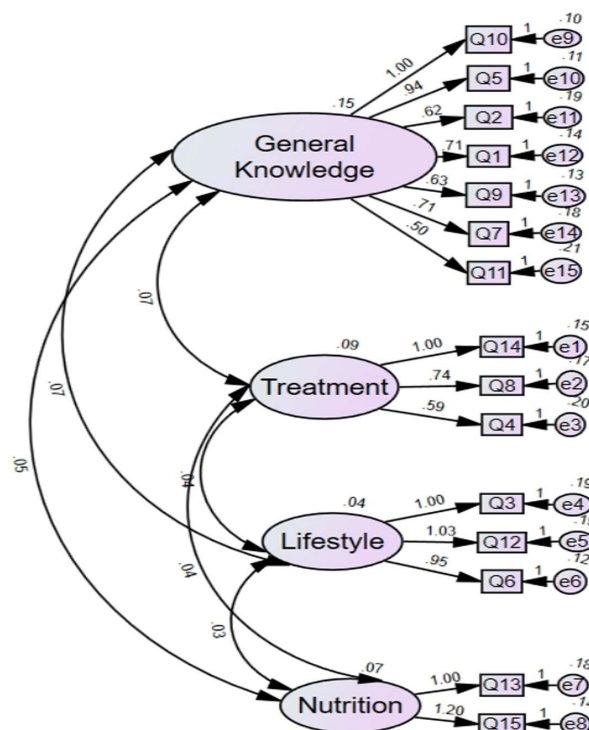 .10
Q10 1 e9
.11
1.00 .94 Q5 1 e10
.19
.15 .62 Q2 1 e11
.14
General
Knowledge
.71 Q1 1 e12
.13
.63 Q9 1 e13
.18
.71 Q7 1 e14
.21
.50 Q11 1 e15
.07
.15
.09 1.00 Q14 1 e1
.17
Treatment .74 Q8 1 e2
.20
.59 Q4 1 e3
.07
.05
.04
.19
.04 1.00 Q3 1 e4
Lifestyle 1.03 Q12 1 e5
.12
.95 Q6 1 e6
.04
.03
.18
.07 1.00 Q13 1 e7
.14
Nutrition 1.20 Q15 1 e8